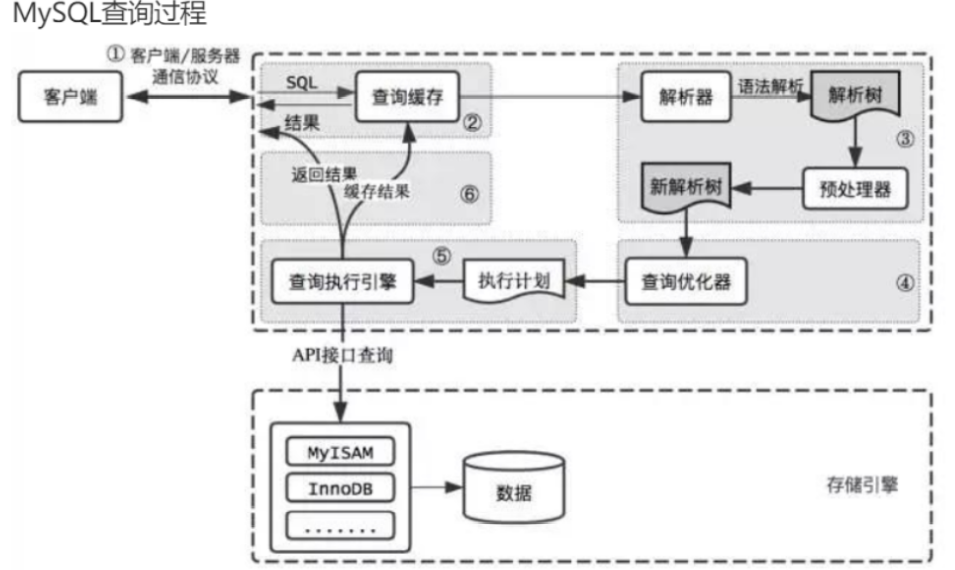 MySQL查询过程
① 客户端/服务器
通信协议
客户端
SQL
查询缓存
②
结果
解析器
语法解析
解析树
③
预处理器
新解析树
返回结果
缓存结果
⑥
查询执行引擎
⑤
执行计划
查询优化器
④
API接口查询
MyISAM
InnoDB
.......
数据
存储引擎